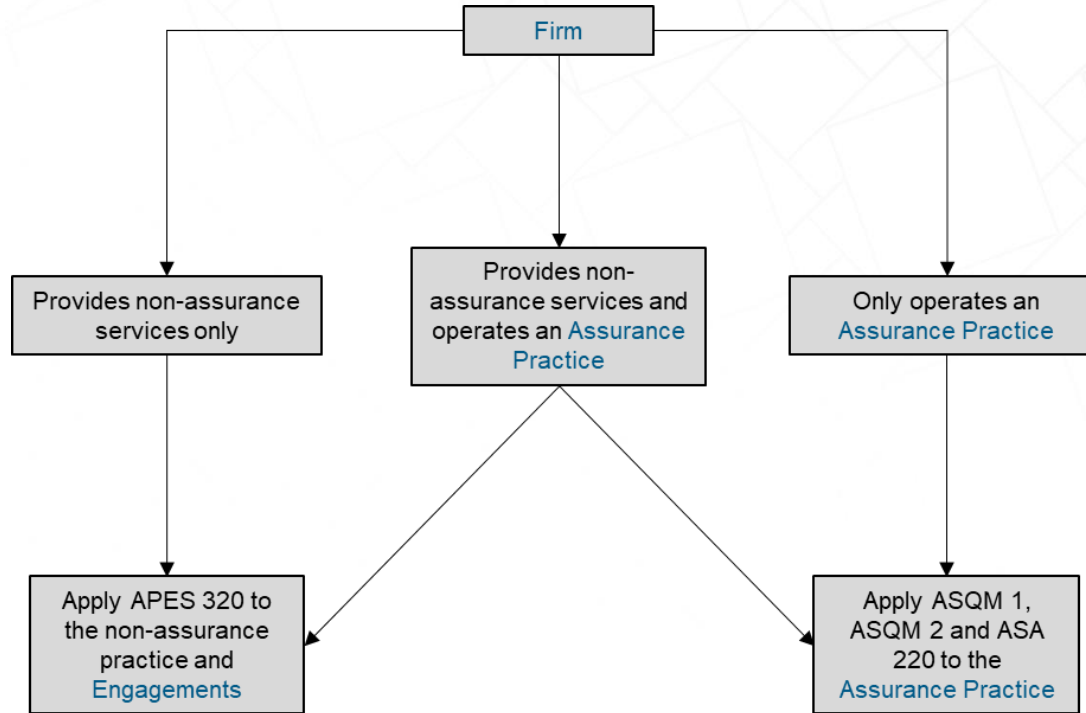 Firm
Provides non-assurance
services only
Provides non-
assurance services and
operates an Assurance
Practice
Only operates an
Assurance Practice
Apply APES 320 to
the non-assurance
practice and
Engagements
Apply ASQM 1,
ASQM 2 and ASA
220 to the
Assurance Practice